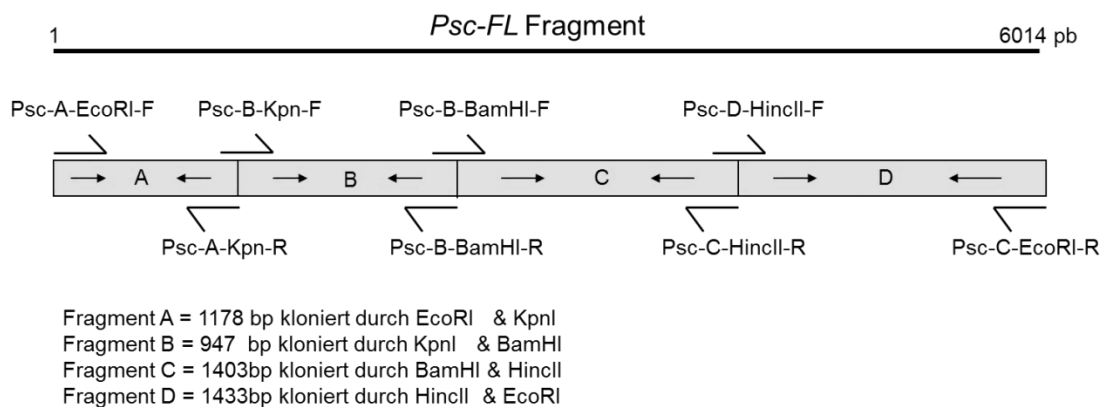 Psc-FL Fragment
1 6014 pb
Psc-A-EcoRI-F Psc-B-Kpn-F Psc-B-BamHI-F Psc-D-HincII-F
A B C D
Psc-A-Kpn-R Psc-B-BamHI-R Psc-C-HincII-R Psc-C-EcoRI-R
Fragment A = 1178 bp kloniert durch EcoRI & KpnI
Fragment B = 947 bp kloniert durch KpnI & BamHI
Fragment C = 1403bp kloniert durch BamHI & HincII
Fragment D = 1433bp kloniert durch HincII & EcoRI